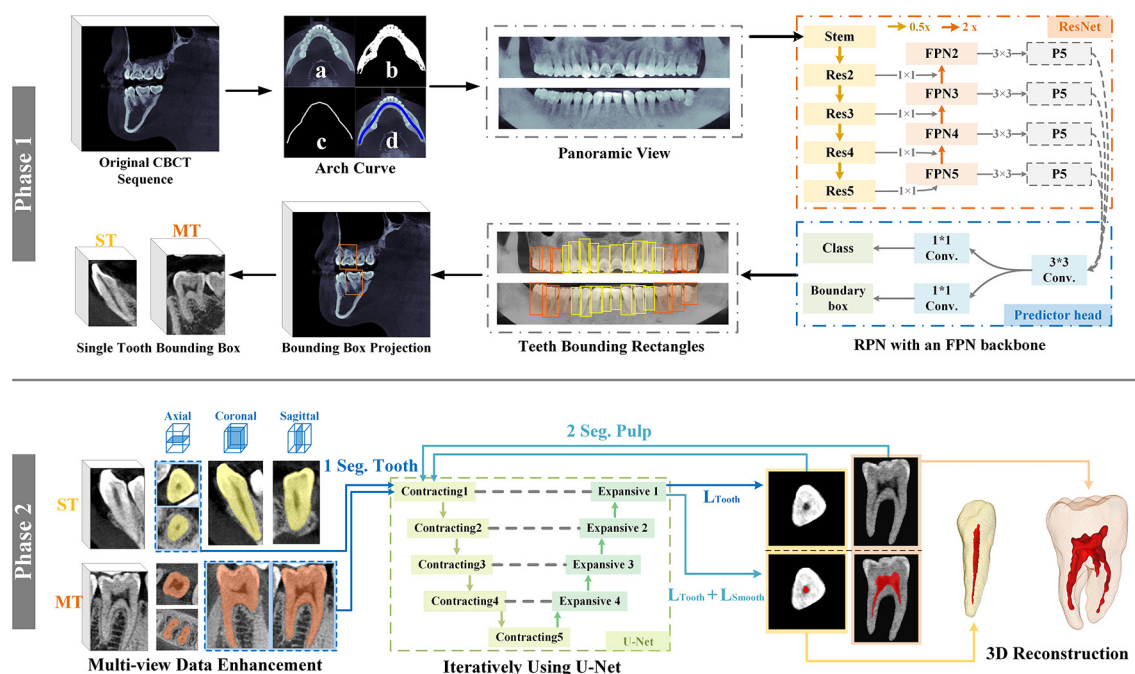 Phase 1
Original CBCT
Sequence
a
b
c
d
Arch Curve
Panoramic View
Stem
Res2
Res3
Res4
Res5
0.5x
2 x
ResNet
1×1
1×1
1×1
1×1
FPN2
FPN3
FPN4
FPN5
3×3
3×3
3×3
3×3
P5
P5
P5
P5
ST
MT
Single Tooth Bounding Box
Bounding Box Projection
Teeth Bounding Rectangles
Class
Boundary
box
1*1
Conv.
1*1
Conv.
3*3
Conv.
Predictor head
RPN with an FPN backbone
Phase 2
Axial
Coronal
Sagittal
ST
MT
Multi-view Data Enhancement
1 Seg. Tooth
2 Seg. Pulp
Contracting1
Contracting2
Contracting3
Contracting4
Contracting5
Expansive 1
Expansive 2
Expansive 3
Expansive 4
U-Net
Iteratively Using U-Net
LTooth
LTooth + LSmooth
3D Reconstruction